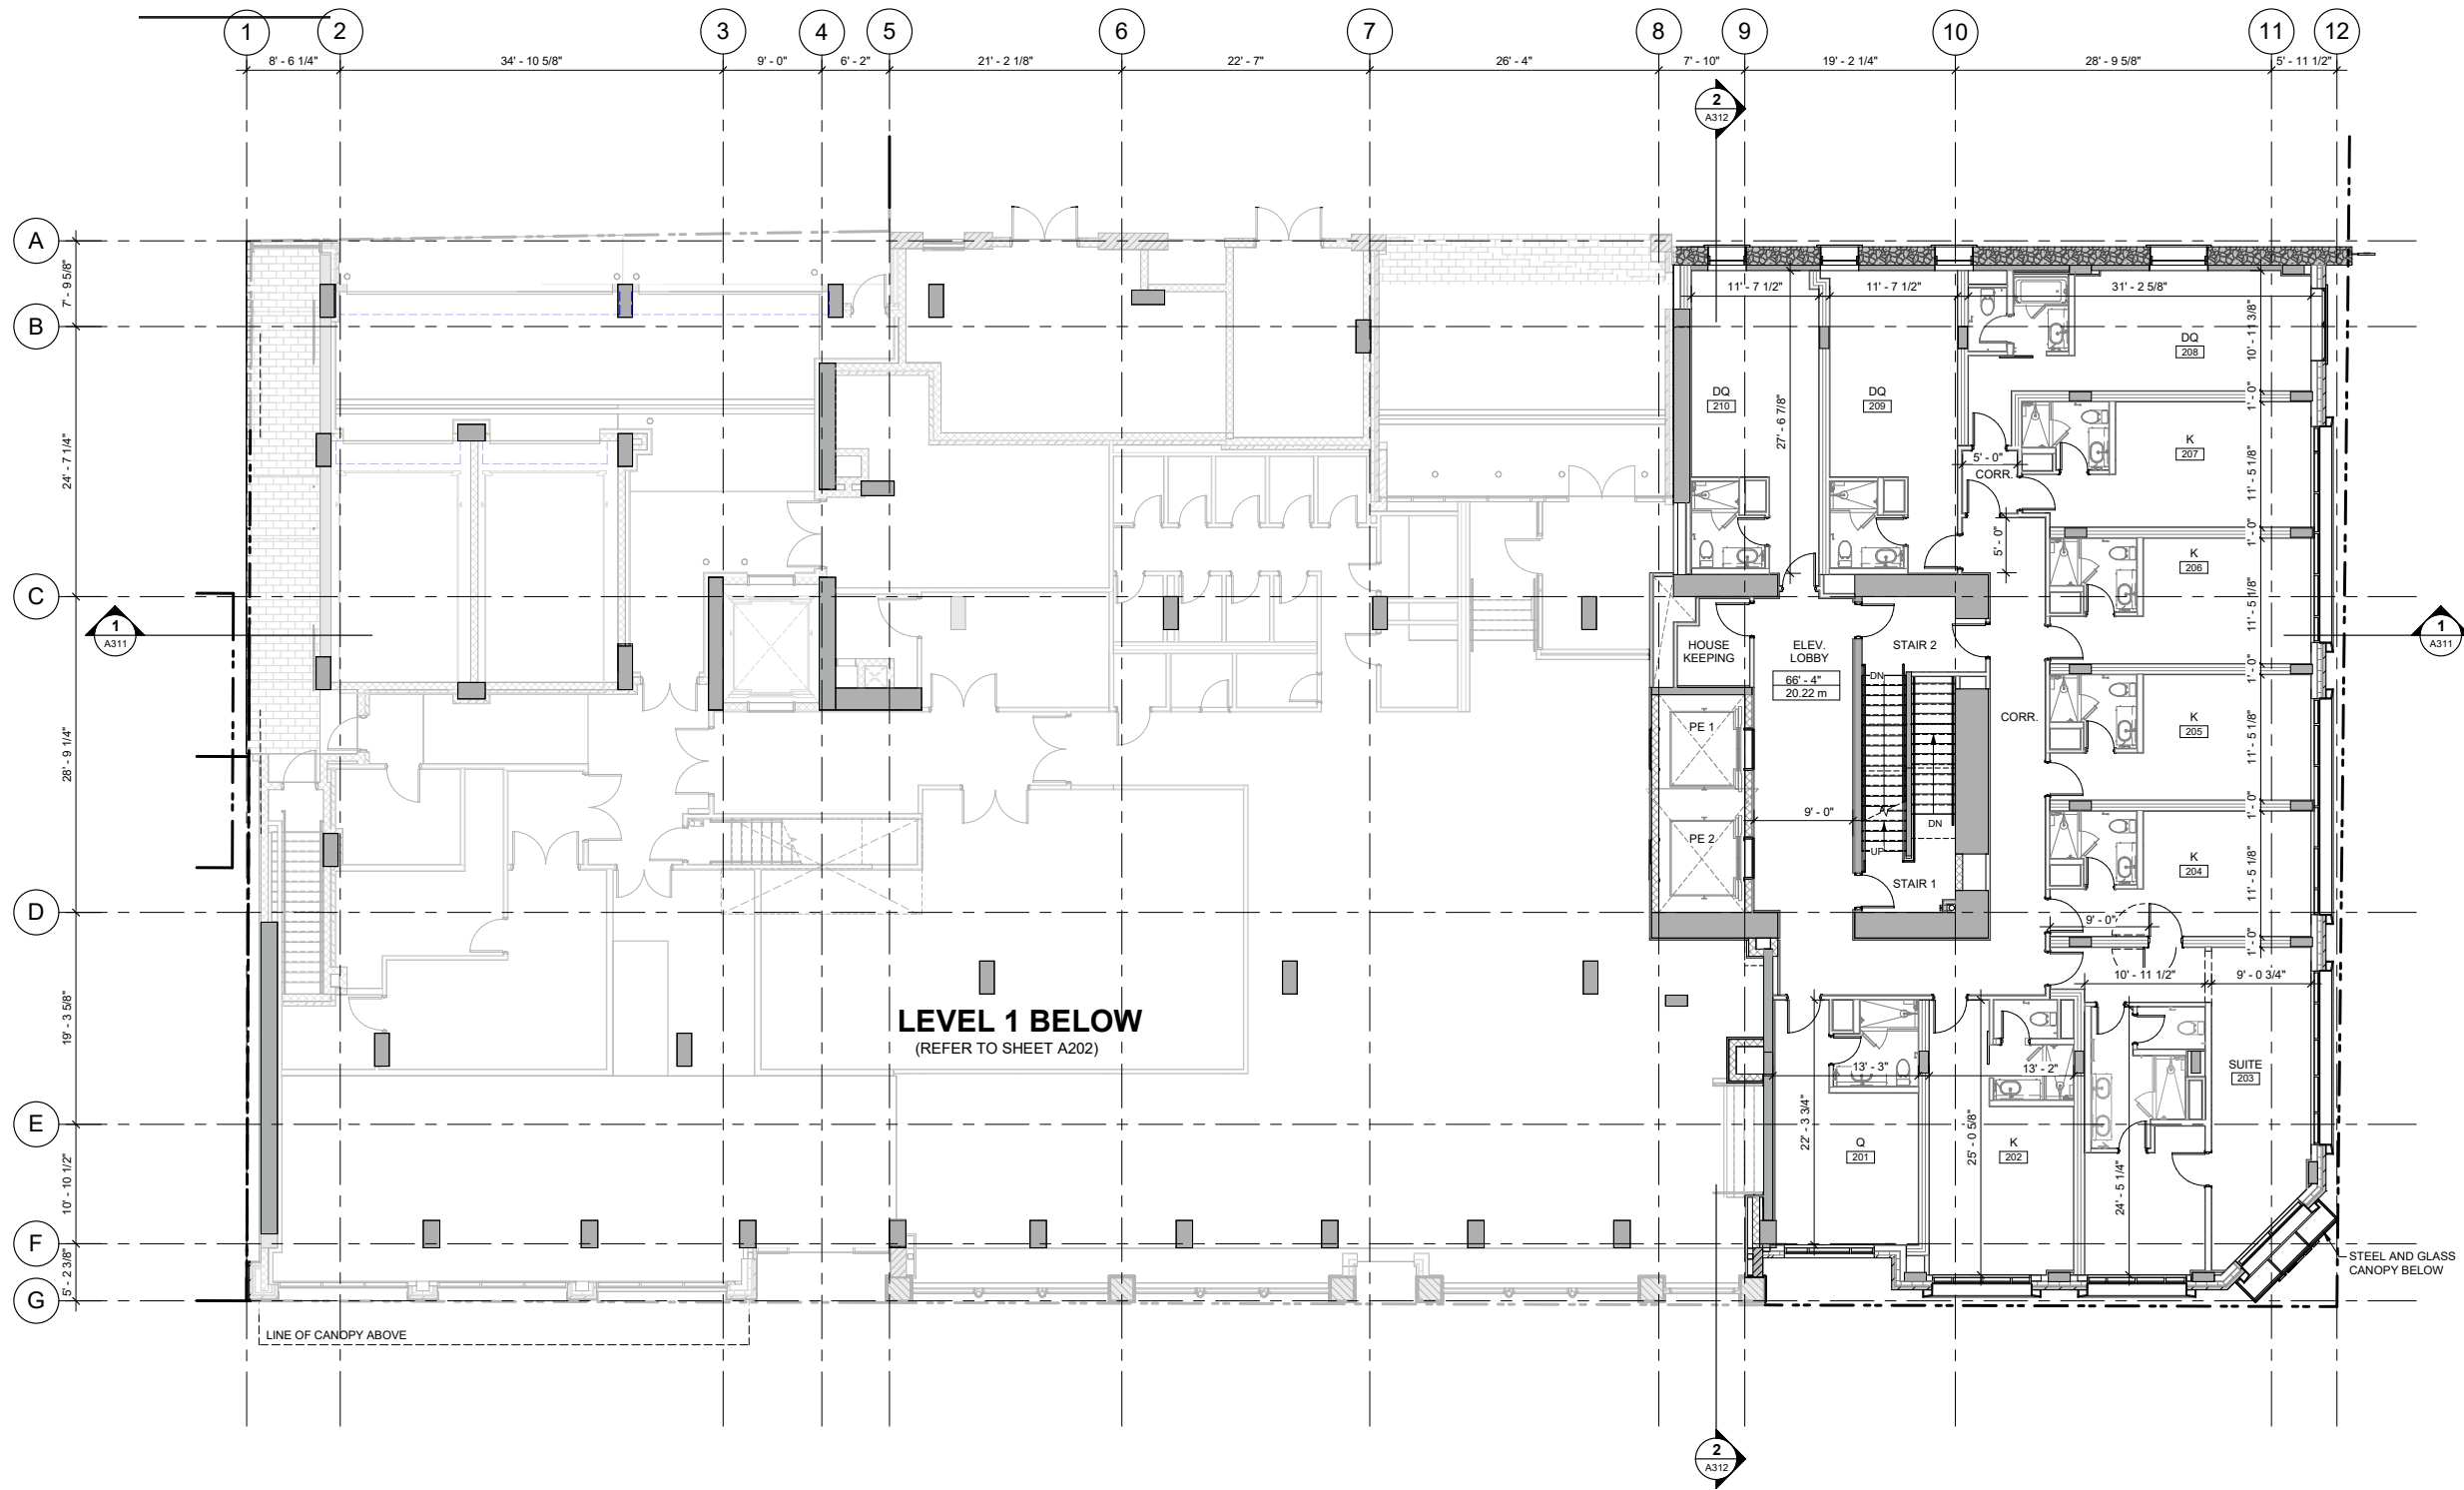 1 2 3 4 5 6 7 8 9 10 11 12
8' - 6 1/4" 34' - 10 5/8" 9' - 0" 6' - 2" 21' - 2 1/8" 22' - 7" 26' - 4" 7' - 10" 19' - 2 1/4" 28' - 9 5/8" 5' - 11 1/2"
2
A312
A
7' - 9 5/8"
B
24' - 7 1/4"
C
28' - 9 1/4"
D
19' - 3 5/8"
E
10' - 10 1/2"
F
5' - 2 3/8"
G
1
A311
1
A311
11' - 7 1/2" 11' - 7 1/2" 31' - 2 5/8"
10' - 11 3/8"
DQ
208
1' - 0"
DQ
210
27' - 6 7/8"
DQ
209
K
207
11' - 5 1/8"
5' - 0"
CORR.
1' - 0"
5' - 0"
K
206
11' - 5 1/8"
HOUSE
KEEPING
ELEV.
LOBBY
66' - 4"
20.22 m
STAIR 2
DN
1' - 0"
CORR.
K
205
11' - 5 1/8"
PE 1
PE 2
9' - 0"
UP
DN
1' - 0"
K
204
11' - 5 1/8"
STAIR 1
9' - 0"
1' - 0"
10' - 11 1/2" 9' - 0 3/4"
LEVEL 1 BELOW
(REFER TO SHEET A202)
13' - 3" 13' - 2"
SUITE
203
22' - 3 3/4"
Q
201
25' - 0 5/8"
K
202
24' - 5 1/4"
STEEL AND GLASS
CANOPY BELOW
LINE OF CANOPY ABOVE
2
A312